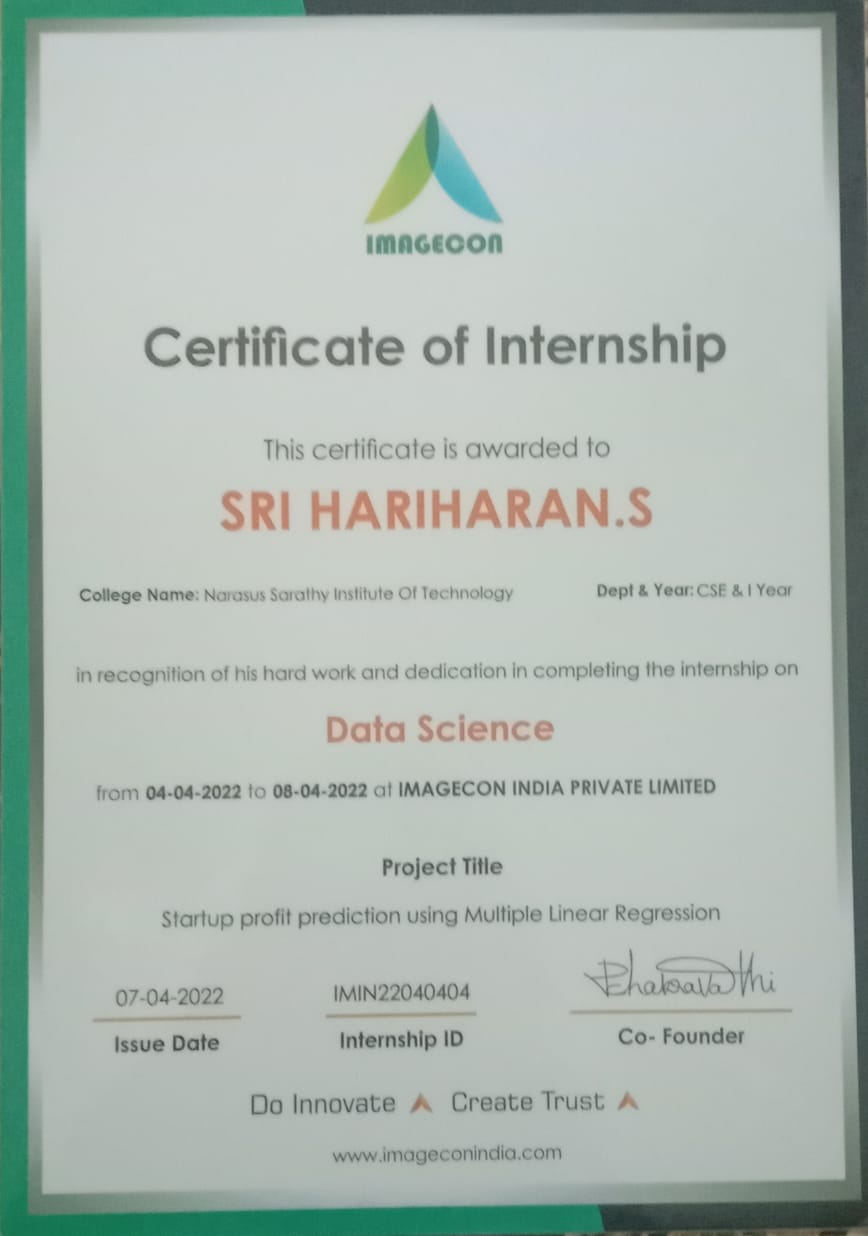 IMAGECON
Certificate of Internship
This certificate is awarded to
SRI HARIHARAN.S
College Name: Narasus Sarathy Institute Of Technology Dept & Year: CSE & I Year
in recognition of his hard work and dedication in completing the internship on
Data Science
from 04-04-2022 to 08-04-2022 at IMAGECON INDIA PRIVATE LIMITED
Project Title
Startup profit prediction using Multiple Linear Regression
07-04-2022 IMIN22040404
Issue Date Internship ID Co- Founder
Do Innovate Create Trust
www.imageconindia.com